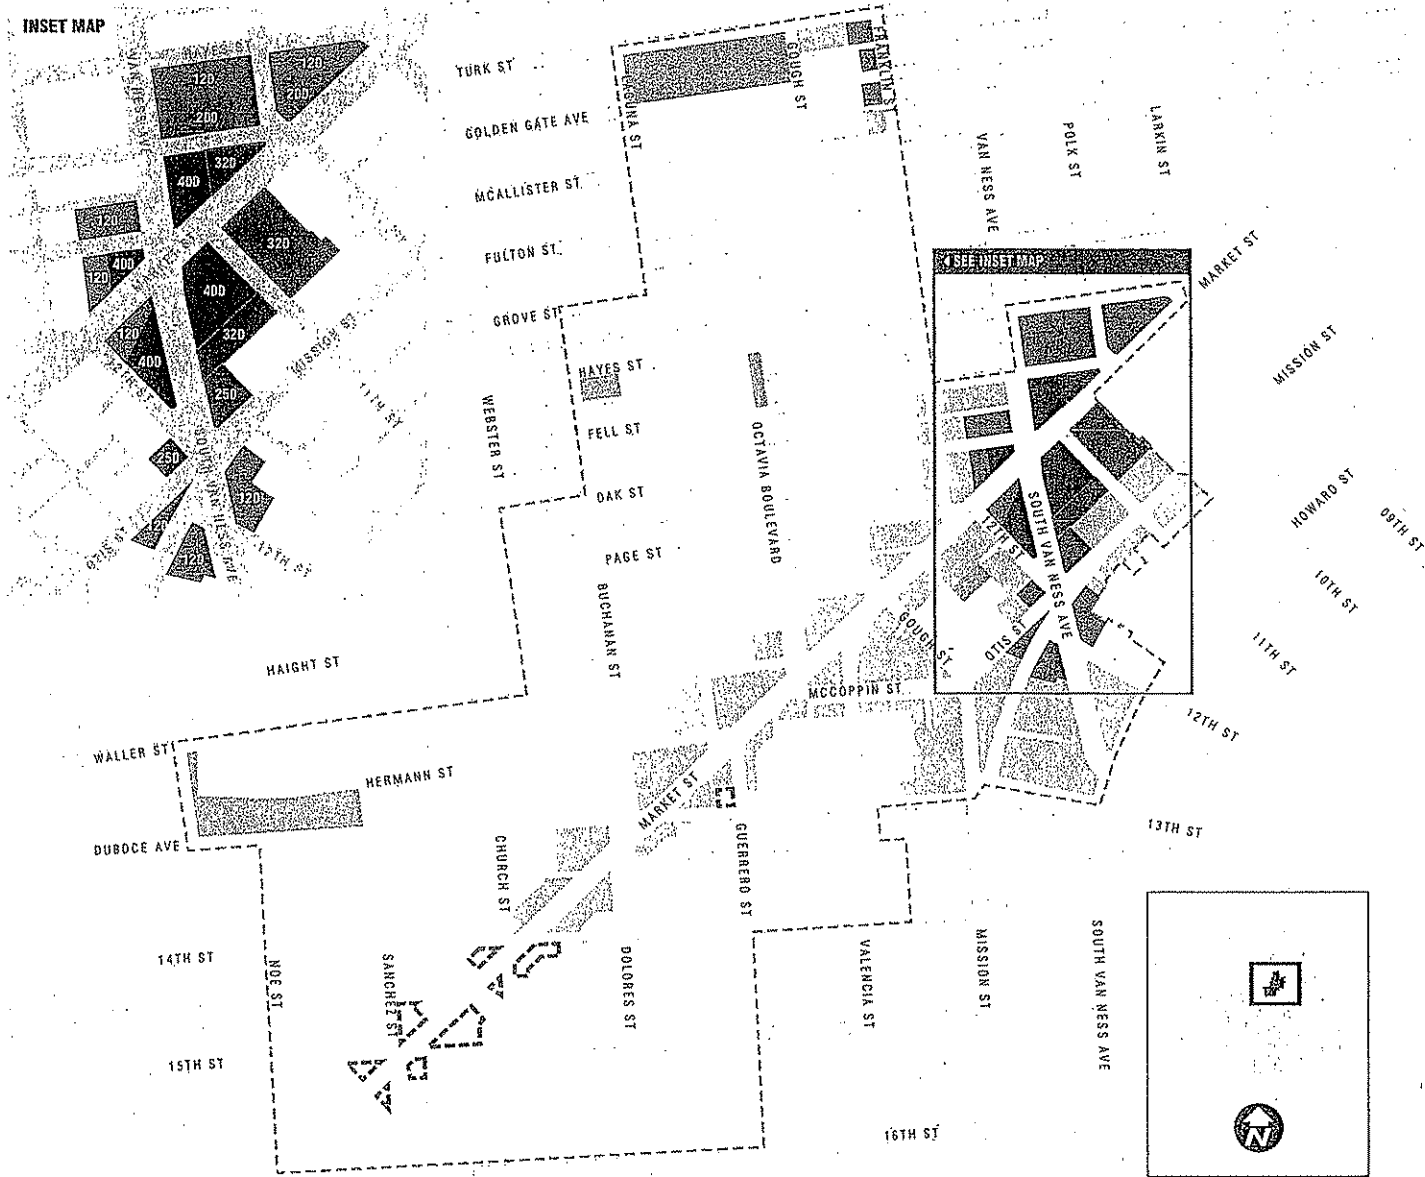 INSET MAP
HAYES ST
VAN NESS AVE
120
120
200
200
320
400
120
320
400
120
MARKET ST
400
120
320
400
MISSION ST
12TH ST
250
11TH ST
250
SOUTH VAN NESS AVE
120
120
OTIS ST
120
12TH ST
TURK ST
GOLDEN GATE AVE
MCALLISTER ST
FULTON ST
GROVE ST
HAYES ST
FELL ST
OAK ST
PAGE ST
HAIGHT ST
WALLER ST
HERMANN ST
DUBOCE AVE
14TH ST
15TH ST
16TH ST
LAGUNA ST
GOUGH ST
FRANKLIN ST
VAN NESS AVE
POLK ST
LARKIN ST
SEE INSET MAP
MARKET ST
MISSION ST
HOWARD ST
09TH ST
10TH ST
11TH ST
12TH ST
13TH ST
WEBSTER ST
BUCHANAN ST
OCTAVIA BOULEVARD
12TH ST
SOUTH VAN NESS AVE
GOUGH ST
OTIS ST
MCCOPPIN ST
MARKET ST
GUERRERO ST
CHURCH ST
NOE ST
SANCHEZ ST
DOLORES ST
VALENCIA ST
MISSION ST
SOUTH VAN NESS AVE
N